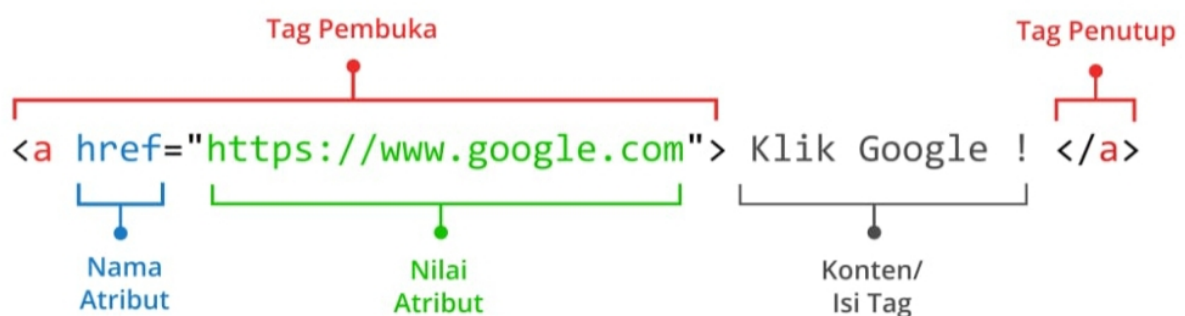 Tag Pembuka
Tag Penutup
<a href="https://www.google.com"> Klik Google ! </a>
Nama
Atribut
Nilai
Atribut
Konten/
Isi Tag